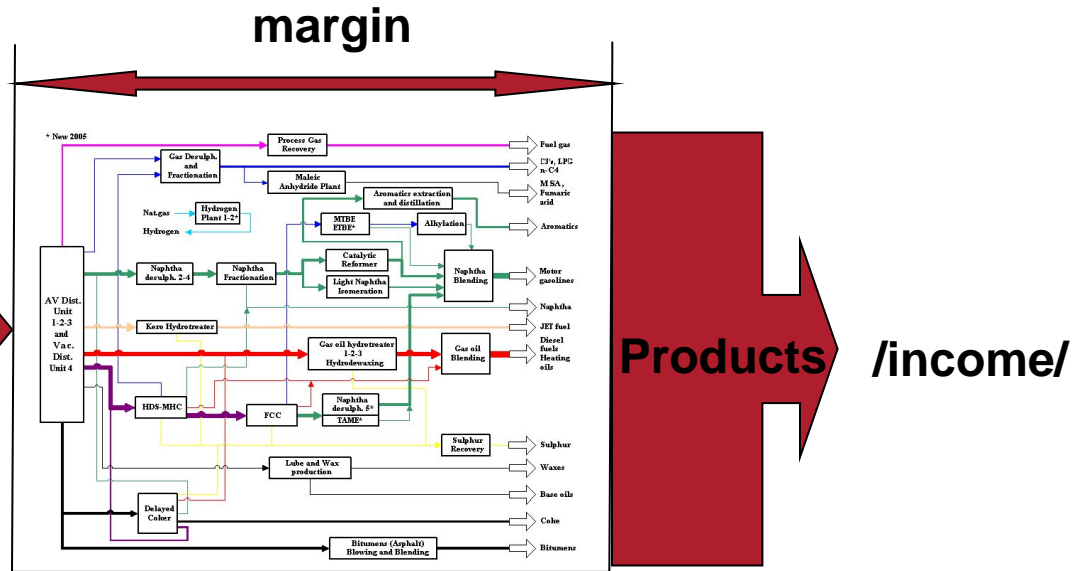 margin
* New 2005
Process Gas
Recovery
Fuel gas
Gas Desulph.
and
Fractionation
C3's, LPG
n-C4
Maleic
Anhydride Plant
MSA,
Fumaric
acid
Aromatics extraction
and distillation
Nat.gas
Hydrogen
Plant 1-2*
Hydrogen
MTBE
ETBE*
Alkylation
Aromatics
Naphtha
desulph. 2-4
Naphtha
Fractionation
Catalytic
Reformer
Light Naphtha
Isomeration
Naphtha
Blending
Motor
gasolines
Naphtha
AV Dist.
Unit
1-2-3
and
Vac.
Dist.
Unit 4
Kero Hydrotreater
JET fuel
Gas oil hydrotreater
1-2-3
Hydrodewaxing
Gas oil
Blending
Diesel
fuels
Heating
oils
Products
/income/
HDS-MHC
FCC
Naphtha
desulph. 5*
TAME*
Sulphur
Recovery
Sulphur
Lube and Wax
production
Waxes
Base oils
Delayed
Coker
Coke
Bitumens (Asphalt)
Blowing and Blending
Bitumens